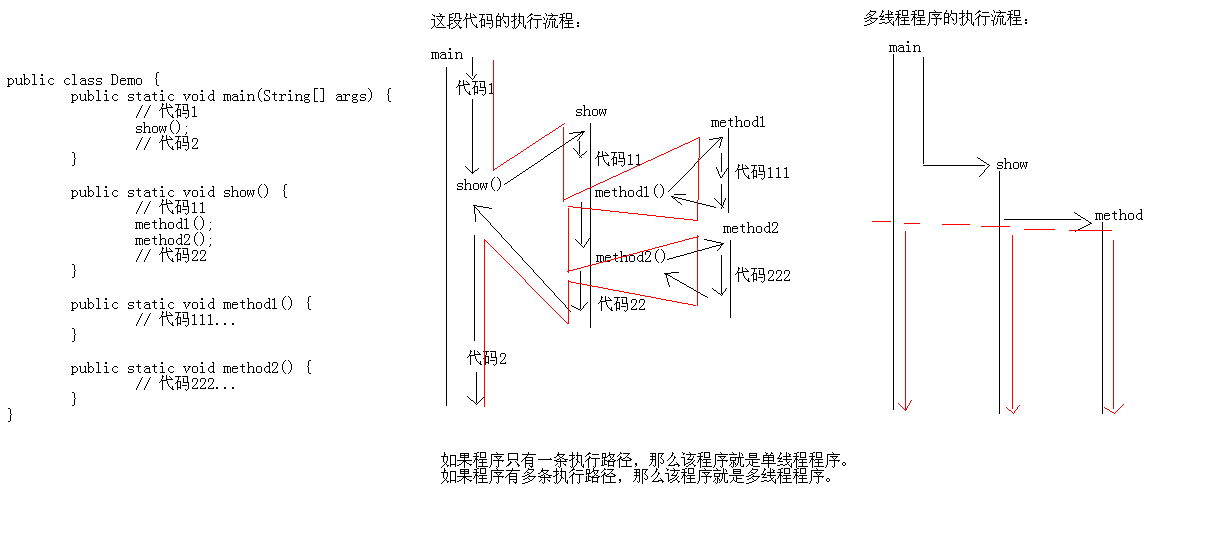 public class Demo {
public static void main(String[] args) {
// 代码1
show();
// 代码2
}
public static void show() {
// 代码11
method1();
method2();
// 代码22
}
public static void method1() {
// 代码111...
}
public static void method2() {
// 代码222...
}
}
这段代码的执行流程：
main
代码1
show()
代码2
show
代码11
method1()
method2()
代码22
method1
代码111
method2
代码222
如果程序只有一条执行路径，那么该程序就是单线程程序。
如果程序有多条执行路径，那么该程序就是多线程程序。
多线程程序的执行流程：
main
show
method